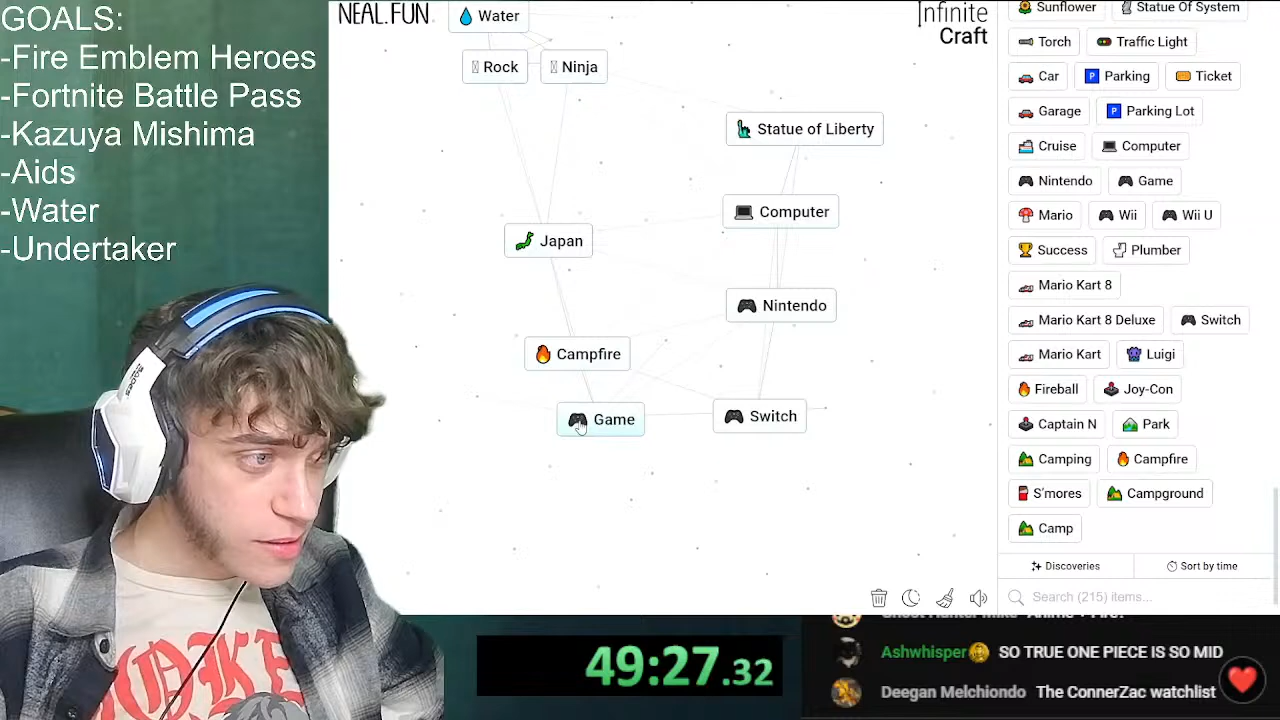 GOALS:
-Fire Emblem Heroes
-Fortnite Battle Pass
-Kazuya Mishima
-Aids
-Water
-Undertaker
NEAL.FUN
Infinite
Craft
Water
Rock
Ninja
Statue of Liberty
Computer
Japan
Nintendo
Campfire
Game
Switch
Sunflower
Statue Of System
Torch
Traffic Light
Car
Parking
Ticket
Garage
Parking Lot
Cruise
Computer
Nintendo
Game
Mario
Wii
Wii U
Success
Plumber
Mario Kart 8
Mario Kart 8 Deluxe
Switch
Mario Kart
Luigi
Fireball
Joy-Con
Captain N
Park
Camping
Campfire
S'mores
Campground
Camp
Discoveries
Sort by time
Search (215) items...
49:27.32
Ashwhisper SO TRUE ONE PIECE IS SO MID
Deegan Melchiondo The ConnerZac watchlist